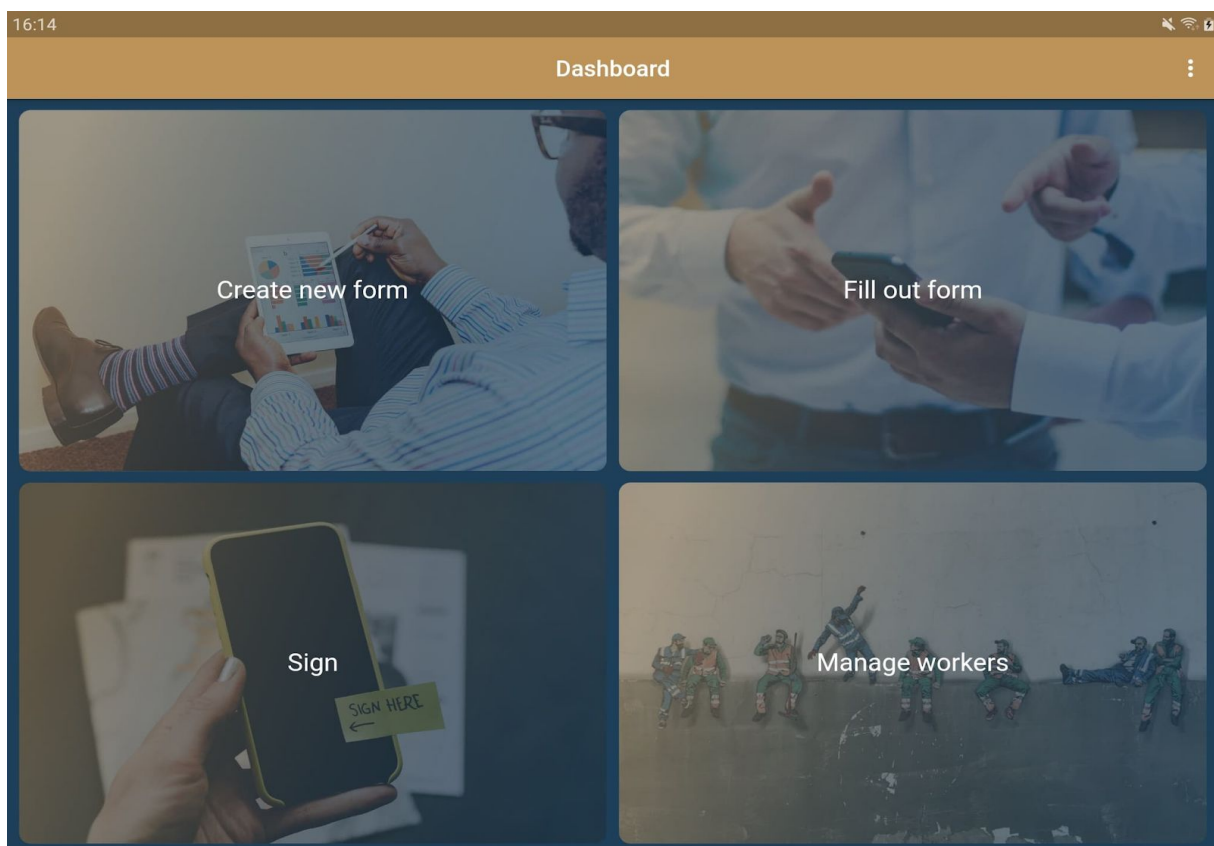 16:14
Dashboard
Create new form
Fill out form
Sign
SIGN HERE
←
Manage workers